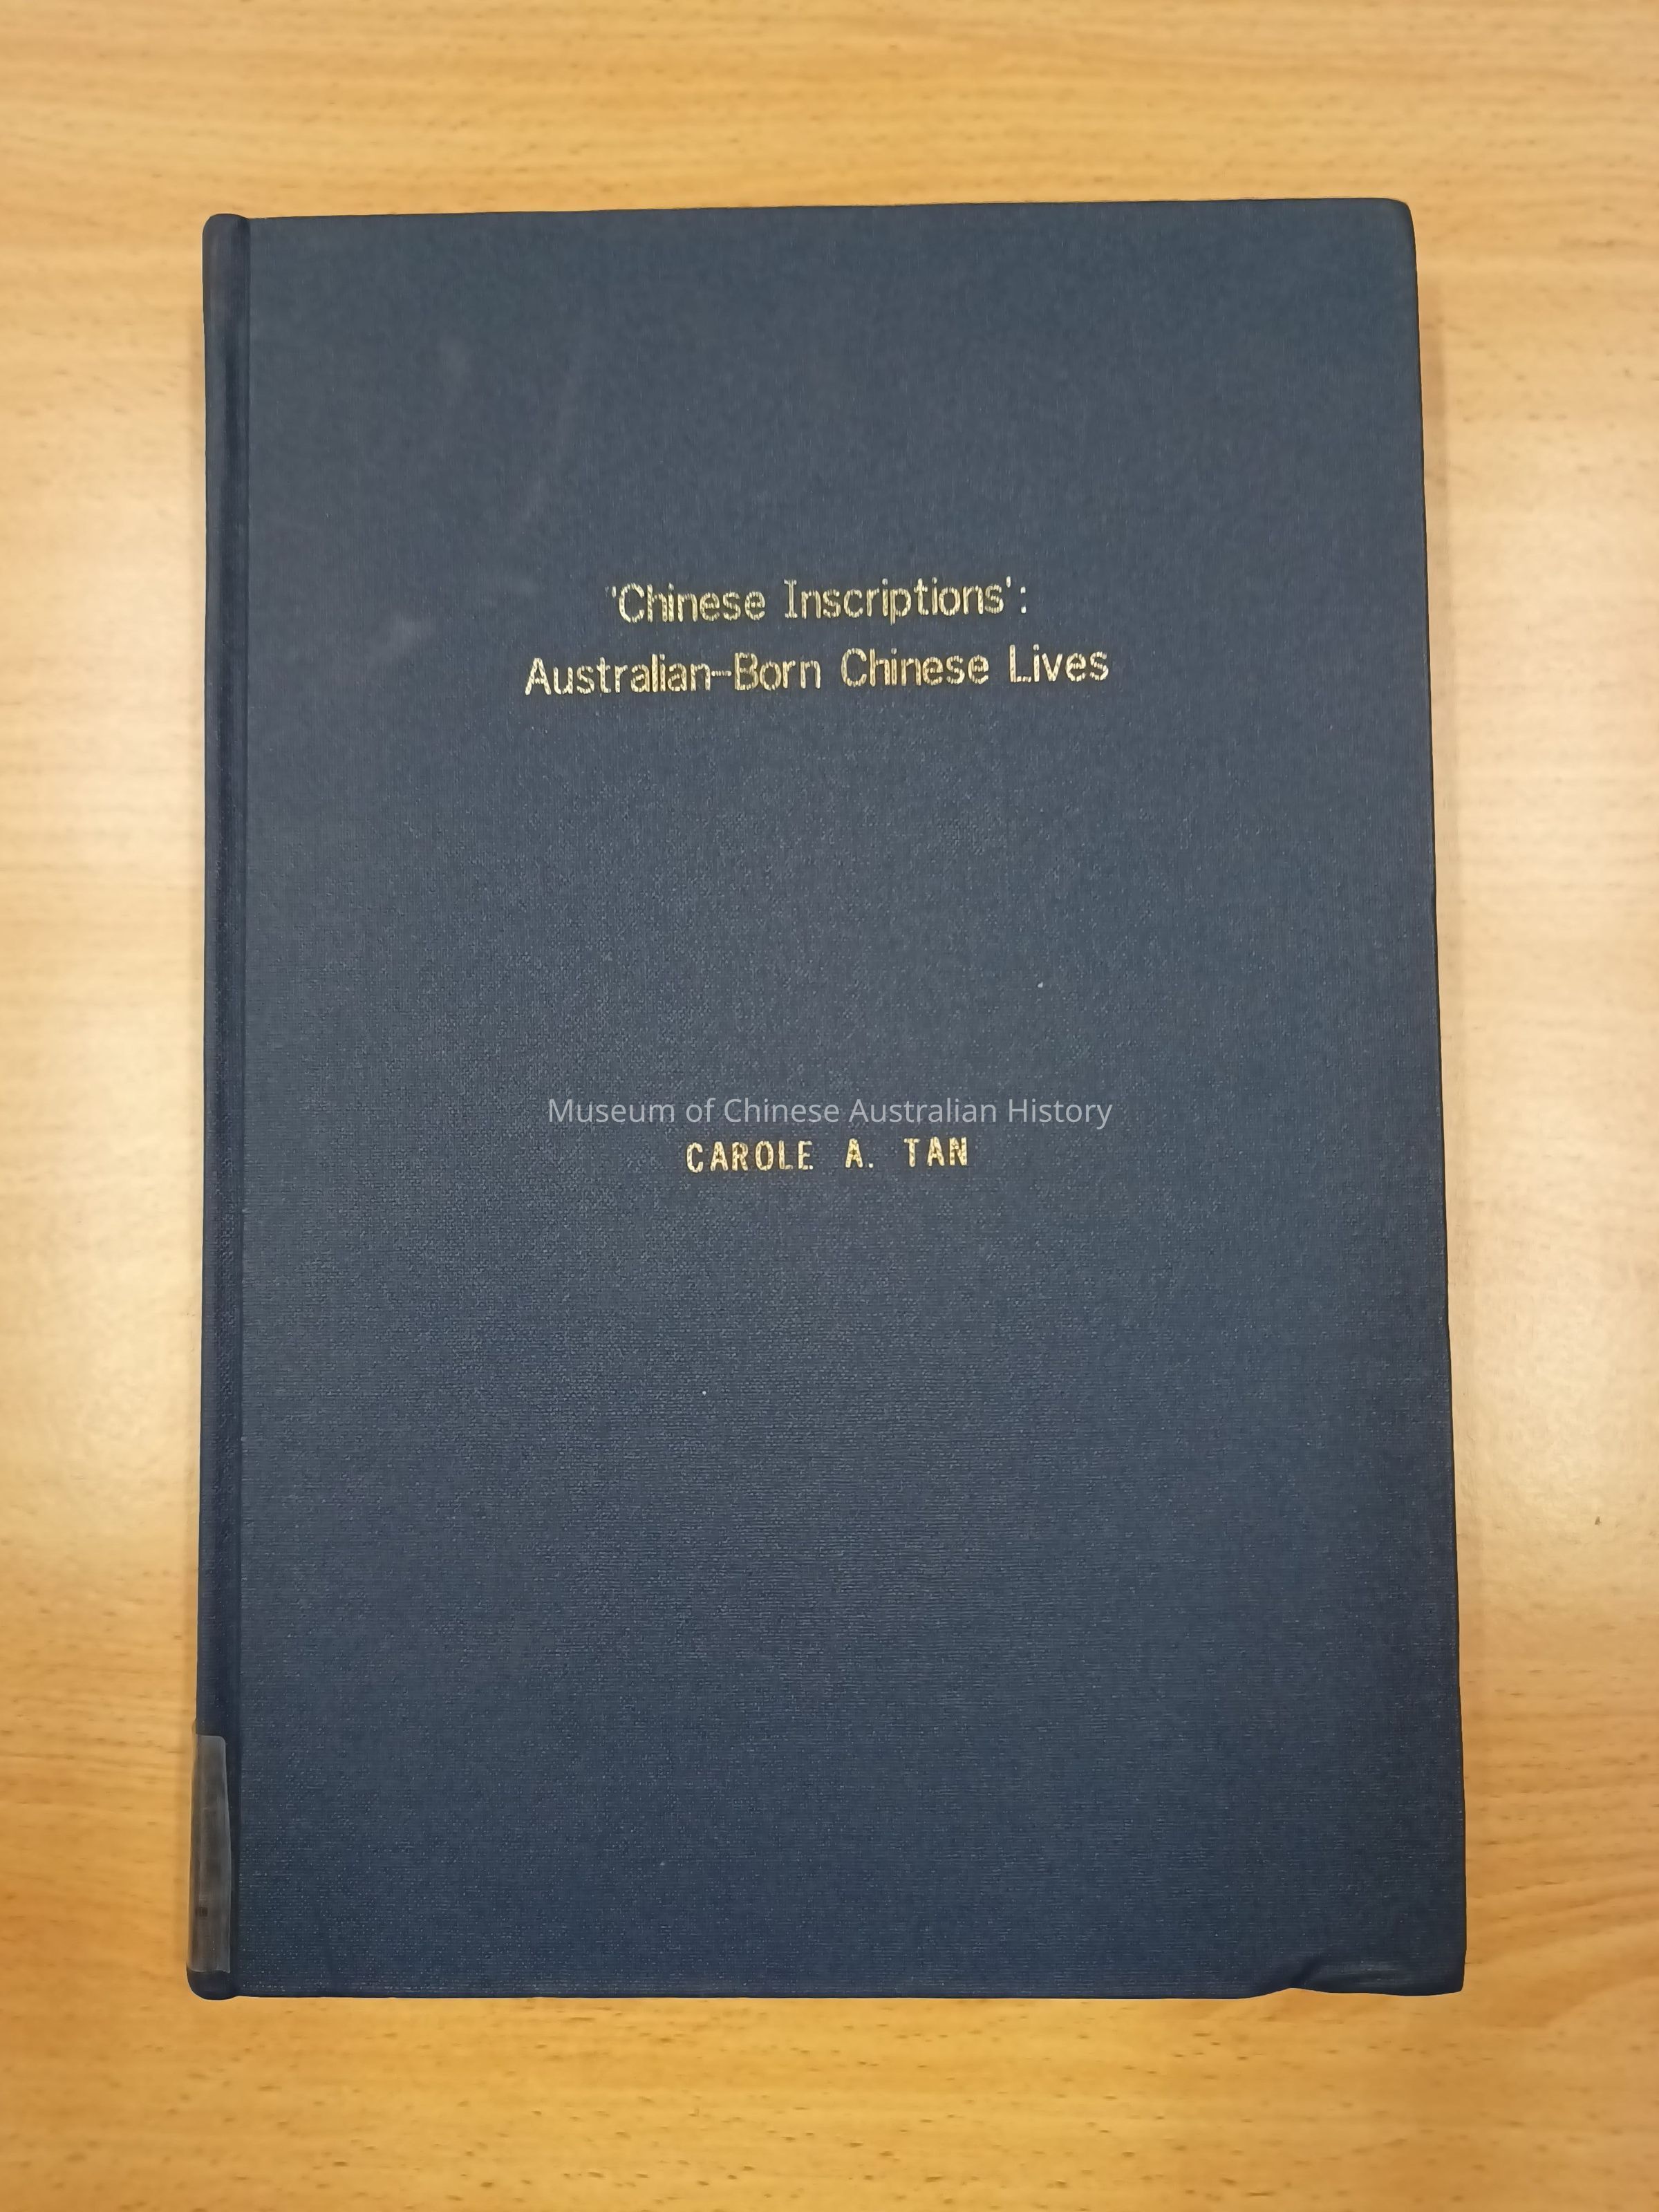 'Chinese Inscriptions':
Australian-Born Chinese Lives
Museum of Chinese Australian History
CAROLE A. TAN